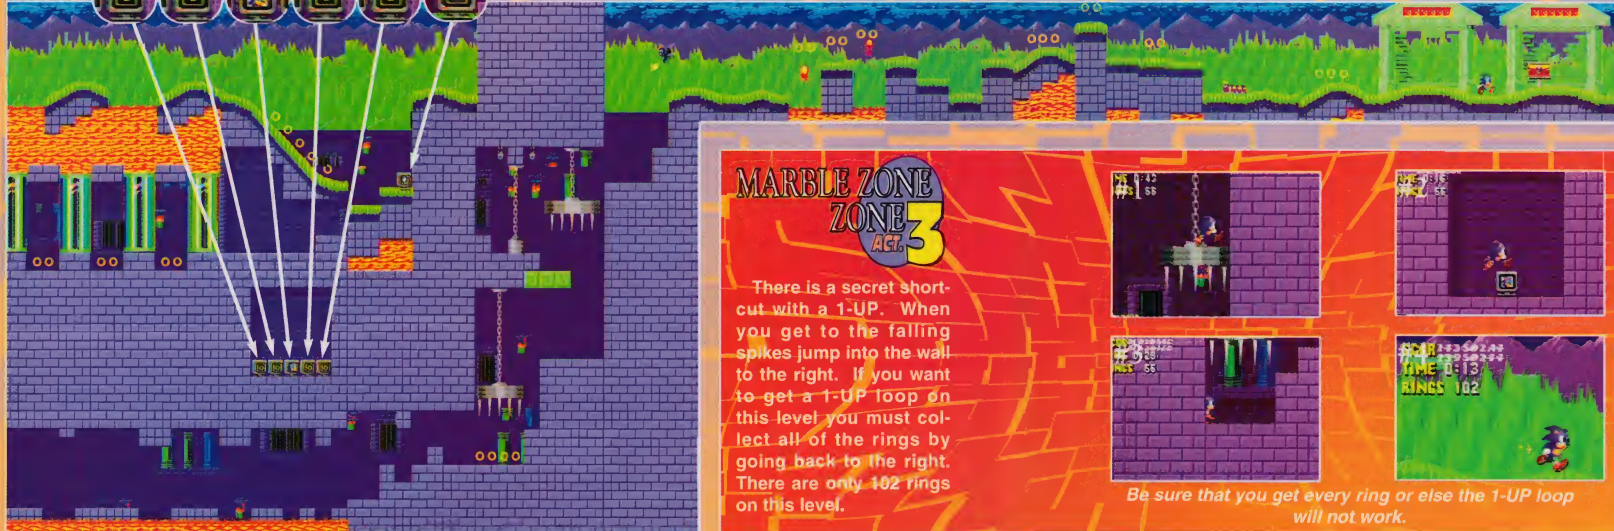 MARBLE ZONE
ZONE
ACT. 3
There is a secret short-
cut with a 1-UP. When
you get to the falling
spikes jump into the wall
to the right. If you want
to get a 1-UP loop on
this level you must col-
lect all of the rings by
going back to the right.
There are only 102 rings
on this level.
#1
#2
#3
TIME 0:13
RINGS 102
Be sure that you get every ring or else the 1-UP loop
will not work.